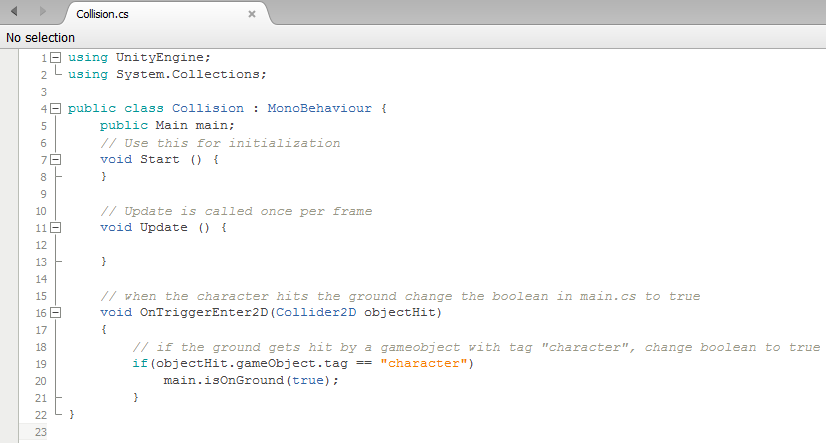 Collision.cs ×
No selection
1 using UnityEngine;
2 using System.Collections;
3
4 public class Collision : MonoBehaviour {
5     public Main main;
6     // Use this for initialization
7     void Start () {
8     }
9
10     // Update is called once per frame
11     void Update () {
12
13     }
14
15     // when the character hits the ground change the boolean in main.cs to true
16     void OnTriggerEnter2D(Collider2D objectHit)
17     {
18         // if the ground gets hit by a gameobject with tag "character", change boolean to true
19         if(objectHit.gameObject.tag == "character")
20             main.isOnGround(true);
21         }
22 }
23